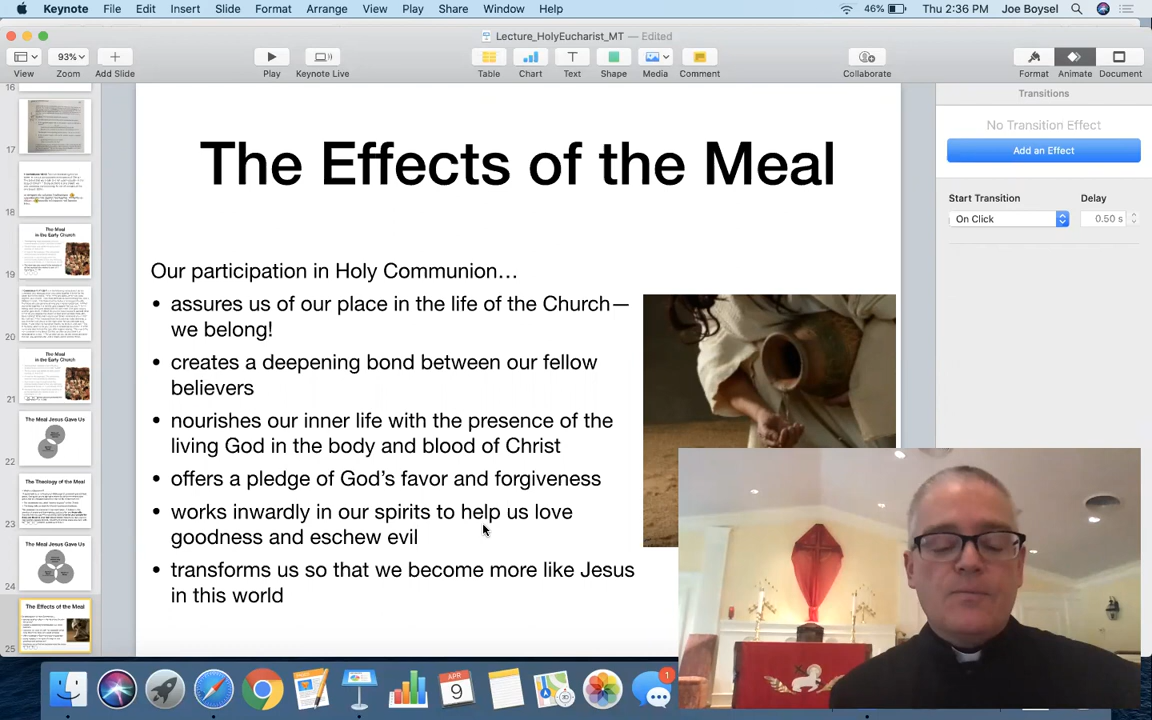 Keynote File Edit Insert Slide Format Arrange View Play Share Window Help 46% Thu 2:36 PM Joe Boysel
Lecture_HolyEucharist_MT — Edited
93%
View Zoom Add Slide Play Keynote Live Table Chart Text Shape Media Comment Collaborate Format Animate Document
Transitions
No Transition Effect
Add an Effect
Start Transition Delay
On Click 0.50 s
16
17
18
The Meal
in the Early Church
19
20
The Meal
in the Early Church
21
The Meal Jesus Gave Us
22
The Theology of the Meal
23
The Meal Jesus Gave Us
24
The Effects of the Meal
25
The Effects of the Meal
Our participation in Holy Communion…
• assures us of our place in the life of the Church—
we belong!
• creates a deepening bond between our fellow
believers
• nourishes our inner life with the presence of the
living God in the body and blood of Christ
• offers a pledge of God’s favor and forgiveness
• works inwardly in our spirits to help us love
goodness and eschew evil
• transforms us so that we become more like Jesus
in this world
APR
9
1